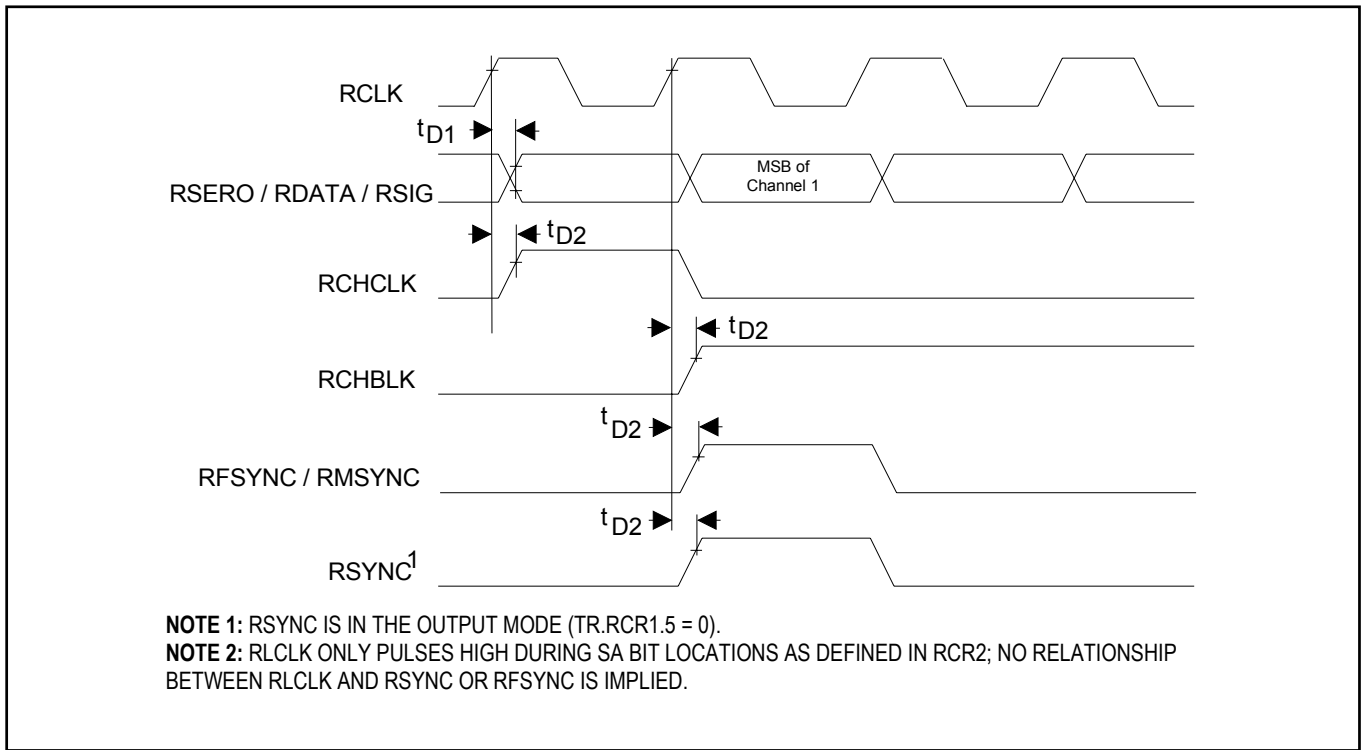 RCLK
tD1
RSERO / RDATA / RSIG
MSB of
Channel 1
tD2
RCHCLK
tD2
RCHBLK
tD2
RFSYNC / RMSYNC
tD2
RSYNC1
NOTE 1: RSYNC IS IN THE OUTPUT MODE (TR.RCR1.5 = 0).
NOTE 2: RLCLK ONLY PULSES HIGH DURING SA BIT LOCATIONS AS DEFINED IN RCR2; NO RELATIONSHIP
BETWEEN RLCLK AND RSYNC OR RFSYNC IS IMPLIED.